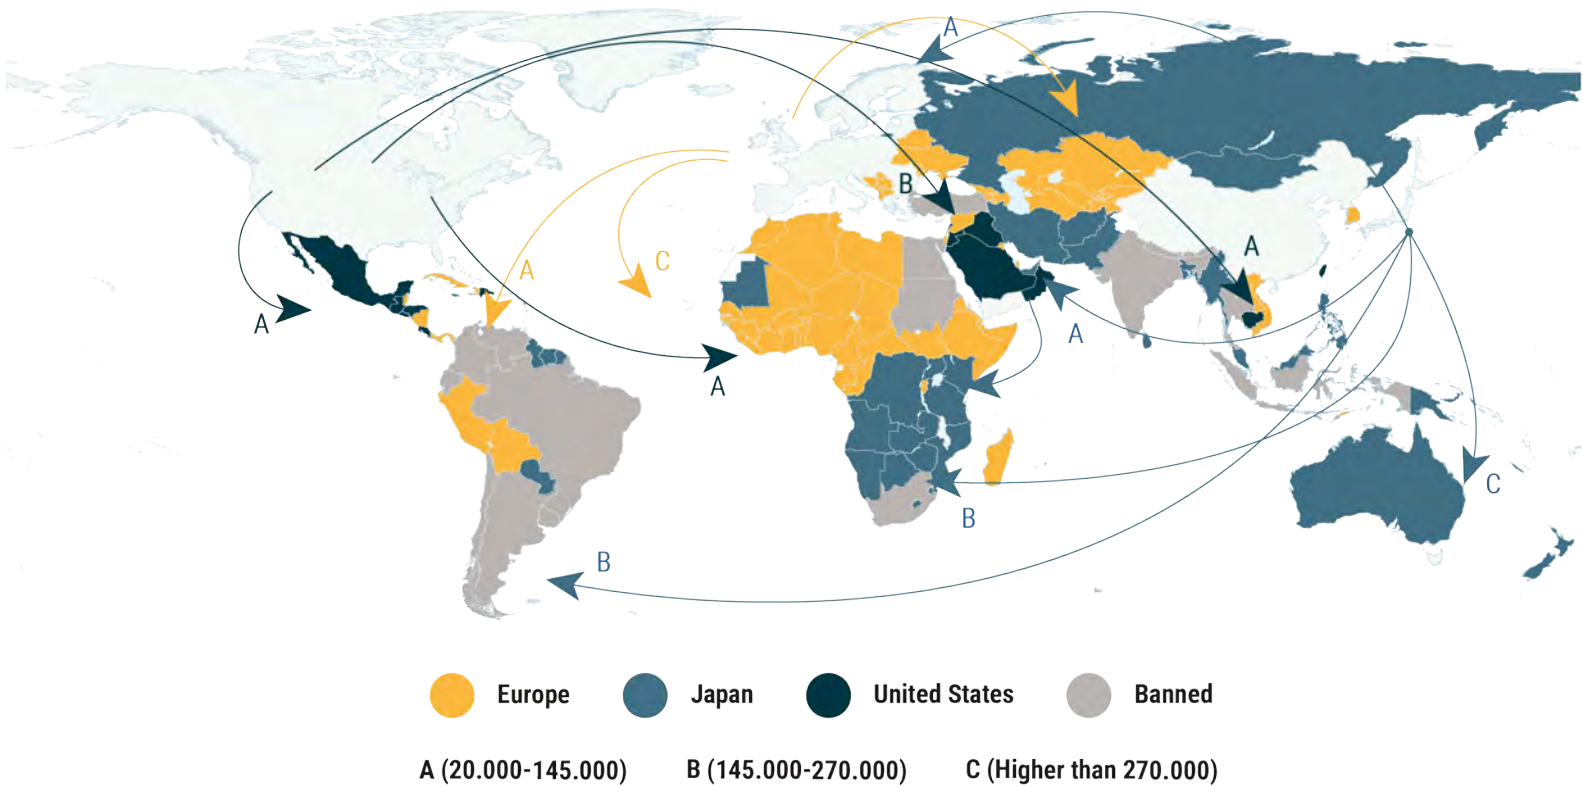 A
B
A
C
A
A
A
A
C
B
B
Europe
Japan
United States
Banned
A (20.000-145.000)
B (145.000-270.000)
C (Higher than 270.000)